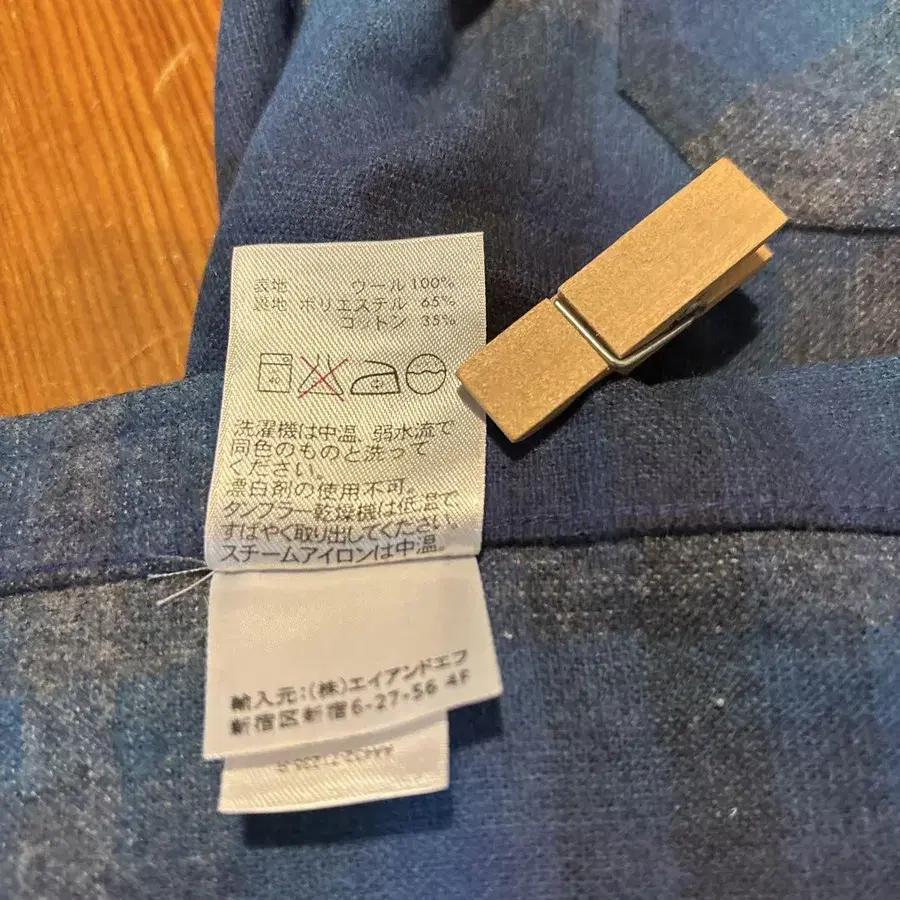 表地 ウール 100%
裏地 ポリエステル 65%
コットン 35%
40
洗濯機は中温、弱水流で
同色のものと洗って
ください。
漂白剤の使用不可。
タンブラー乾燥機は低温で
すばやく取り出してください。
スチームアイロンは中温。
輸入元:(株)エイアンドエフ
新宿区新宿6-27-56 4F